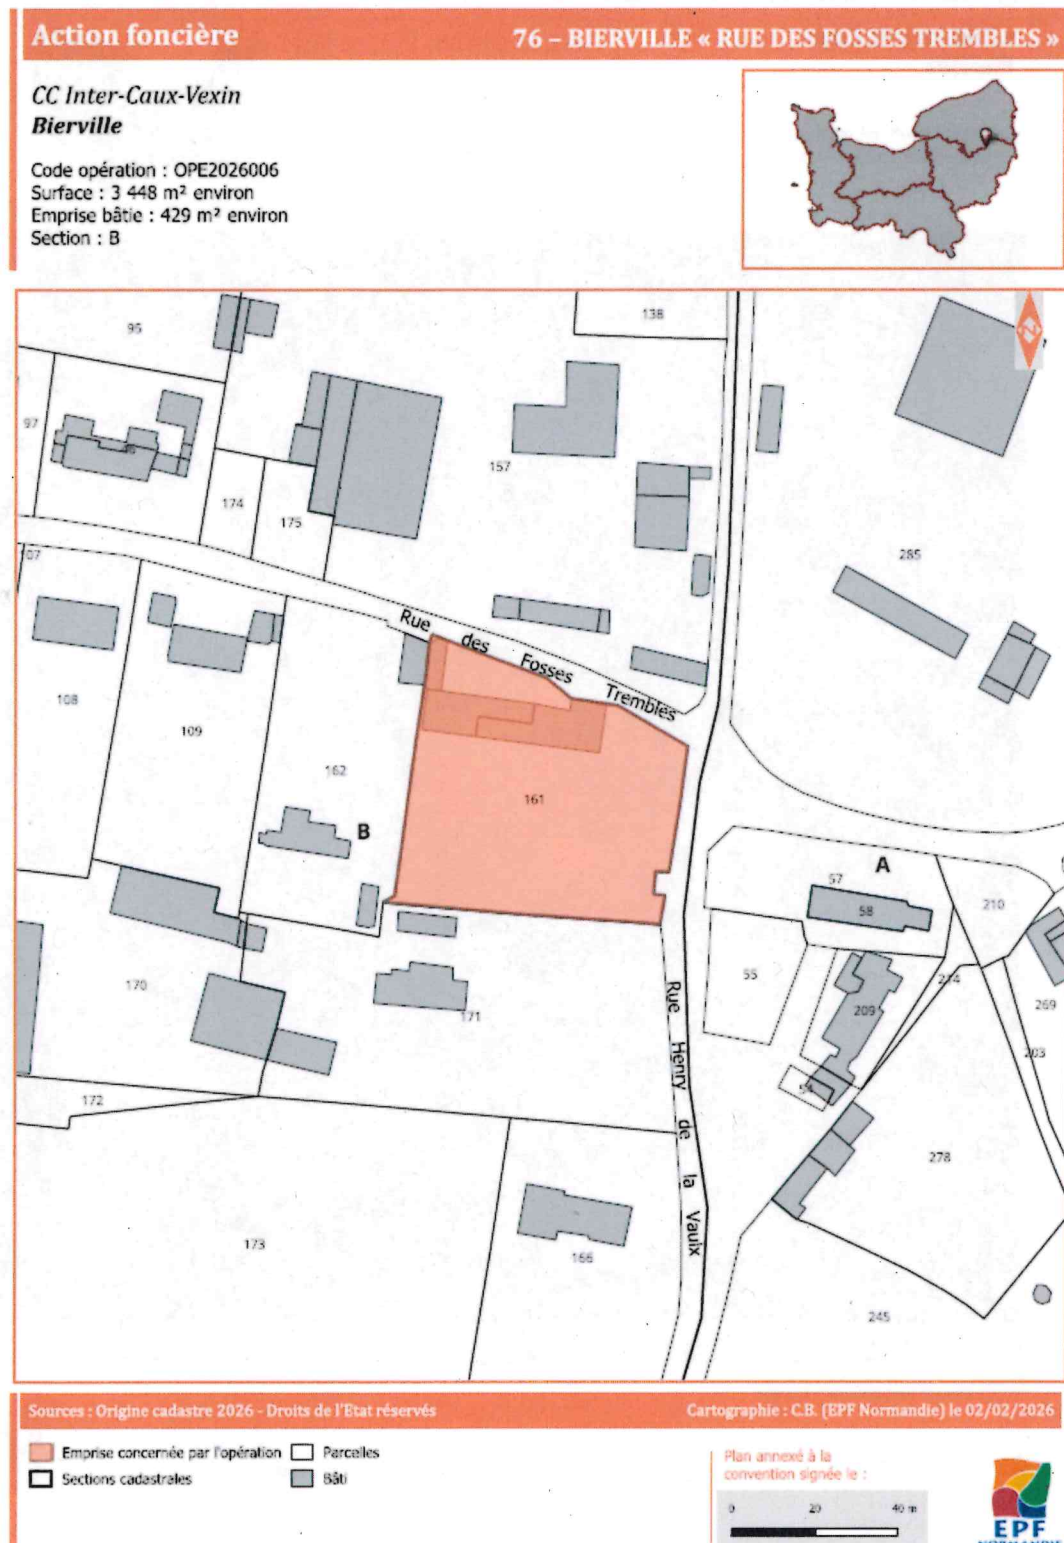 Action foncière
76 – BIERVILLE « RUE DES FOSSES TREMBLES »
CC Inter-Caux-Vexin
Bierville
Code opération : OPE2026006
Surface : 3 448 m² environ
Emprise bâtie : 429 m² environ
Section : B
95
138
97
157
174
175
107
285
Rue des Fosses Trembles
108
109
162
161
B
A
57
58
210
55
170
171
209
269
203
172
Rue Henry de la Vauix
278
173
166
245
Sources : Origine cadastre 2026 - Droits de l'Etat réservés
Cartographie : C.B. (EPF Normandie) le 02/02/2026
Emprise concernée par l'opération
Parcelles
Sections cadastrales
Bâti
Plan annexé à la
convention signée le :
0 20 40 m
EPF
NORMANDIE